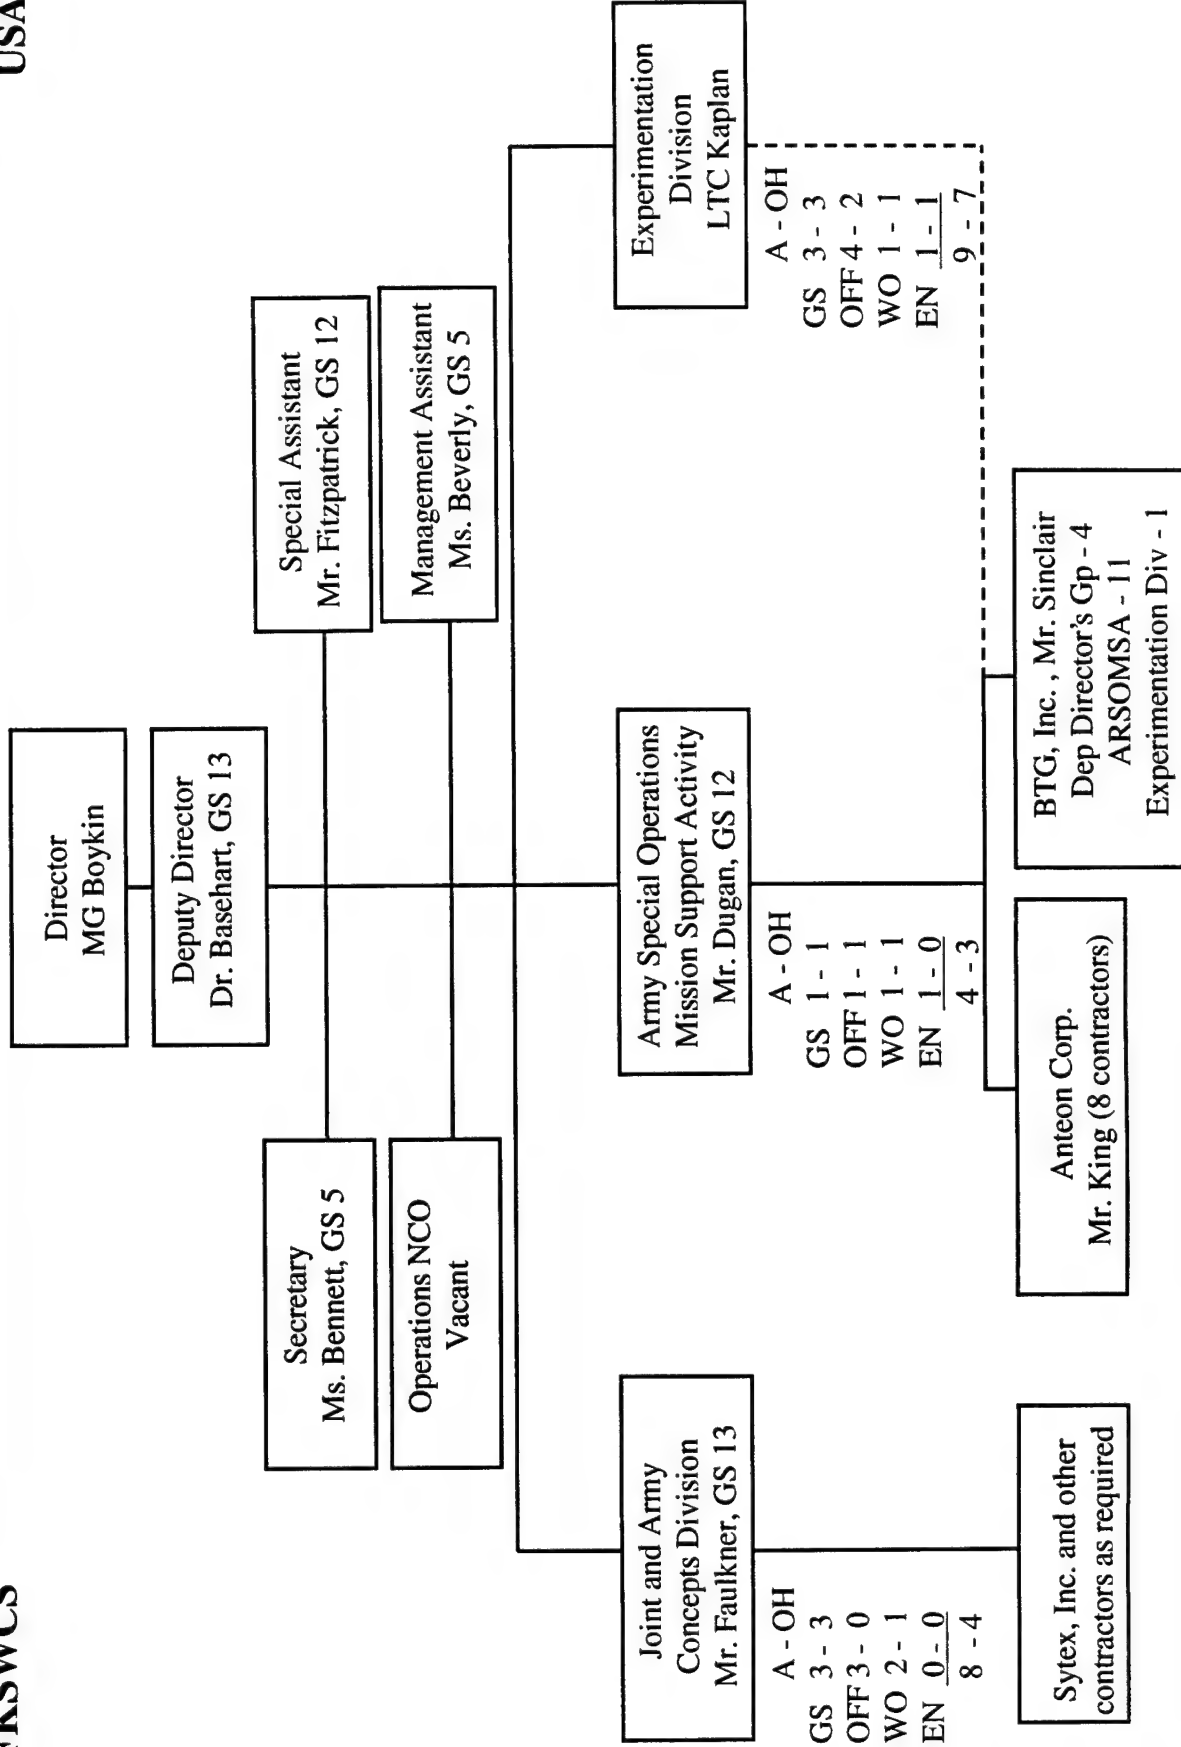 Director
MG Boykin
Deputy Director
Dr. Basehart, GS 13
Secretary
Ms. Bennett, GS 5
Special Assistant
Mr. Fitzpatrick, GS 12
Operations NCO
Vacant
Management Assistant
Ms. Beverly, GS 5
Joint and Army
Concepts Division
Mr. Faulkner, GS 13
A - OH
GS 3 - 3
OFF 3 - 0
WO 2 - 1
EN 0 - 0
8 - 4
Army Special Operations
Mission Support Activity
Mr. Dugan, GS 12
A - OH
GS 1 - 1
OFF 1 - 1
WO 1 - 1
EN 1 - 0
4 - 3
Experimentation
Division
LTC Kaplan
A - OH
GS 3 - 3
OFF 4 - 2
WO 1 - 1
EN 1 - 1
9 - 7
Sytex, Inc. and other
contractors as required
Anteon Corp.
Mr. King (8 contractors)
BTG, Inc. , Mr. Sinclair
Dep Director's Gp - 4
ARSOMSA - 11
Experimentation Div - 1